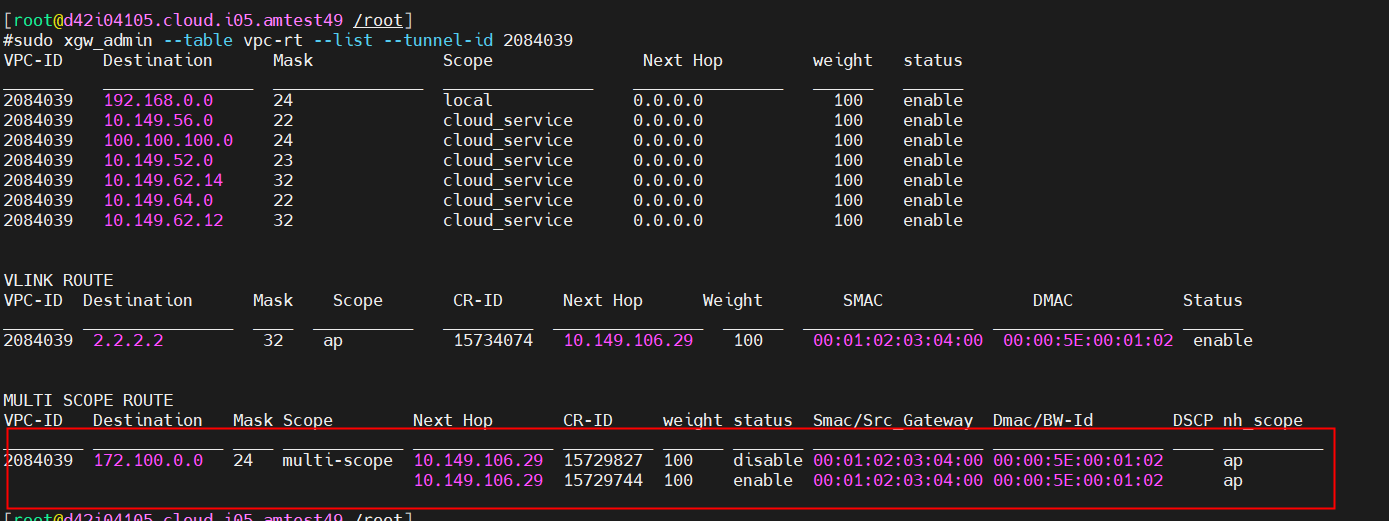 [root@d42i04105.cloud.i05.amtest49 /root]
#sudo xgw_admin --table vpc-rt --list --tunnel-id 2084039
VPC-ID Destination Mask Scope Next Hop weight status
2084039 192.168.0.0 24 local 0.0.0.0 100 enable
2084039 10.149.56.0 22 cloud_service 0.0.0.0 100 enable
2084039 100.100.100.0 24 cloud_service 0.0.0.0 100 enable
2084039 10.149.52.0 23 cloud_service 0.0.0.0 100 enable
2084039 10.149.62.14 32 cloud_service 0.0.0.0 100 enable
2084039 10.149.64.0 22 cloud_service 0.0.0.0 100 enable
2084039 10.149.62.12 32 cloud_service 0.0.0.0 100 enable
VLINK ROUTE
VPC-ID Destination Mask Scope CR-ID Next Hop Weight SMAC DMAC Status
2084039 2.2.2.2 32 ap 15734074 10.149.106.29 100 00:01:02:03:04:00 00:00:5E:00:01:02 enable
MULTI SCOPE ROUTE
VPC-ID Destination Mask Scope Next Hop CR-ID weight status Smac/Src_Gateway Dmac/BW-Id DSCP nh_scope
2084039 172.100.0.0 24 multi-scope 10.149.106.29 15729827 100 disable 00:01:02:03:04:00 00:00:5E:00:01:02 ap
10.149.106.29 15729744 100 enable 00:01:02:03:04:00 00:00:5E:00:01:02 ap
[root@d42i04105.cloud.i05.amtest49 /root]